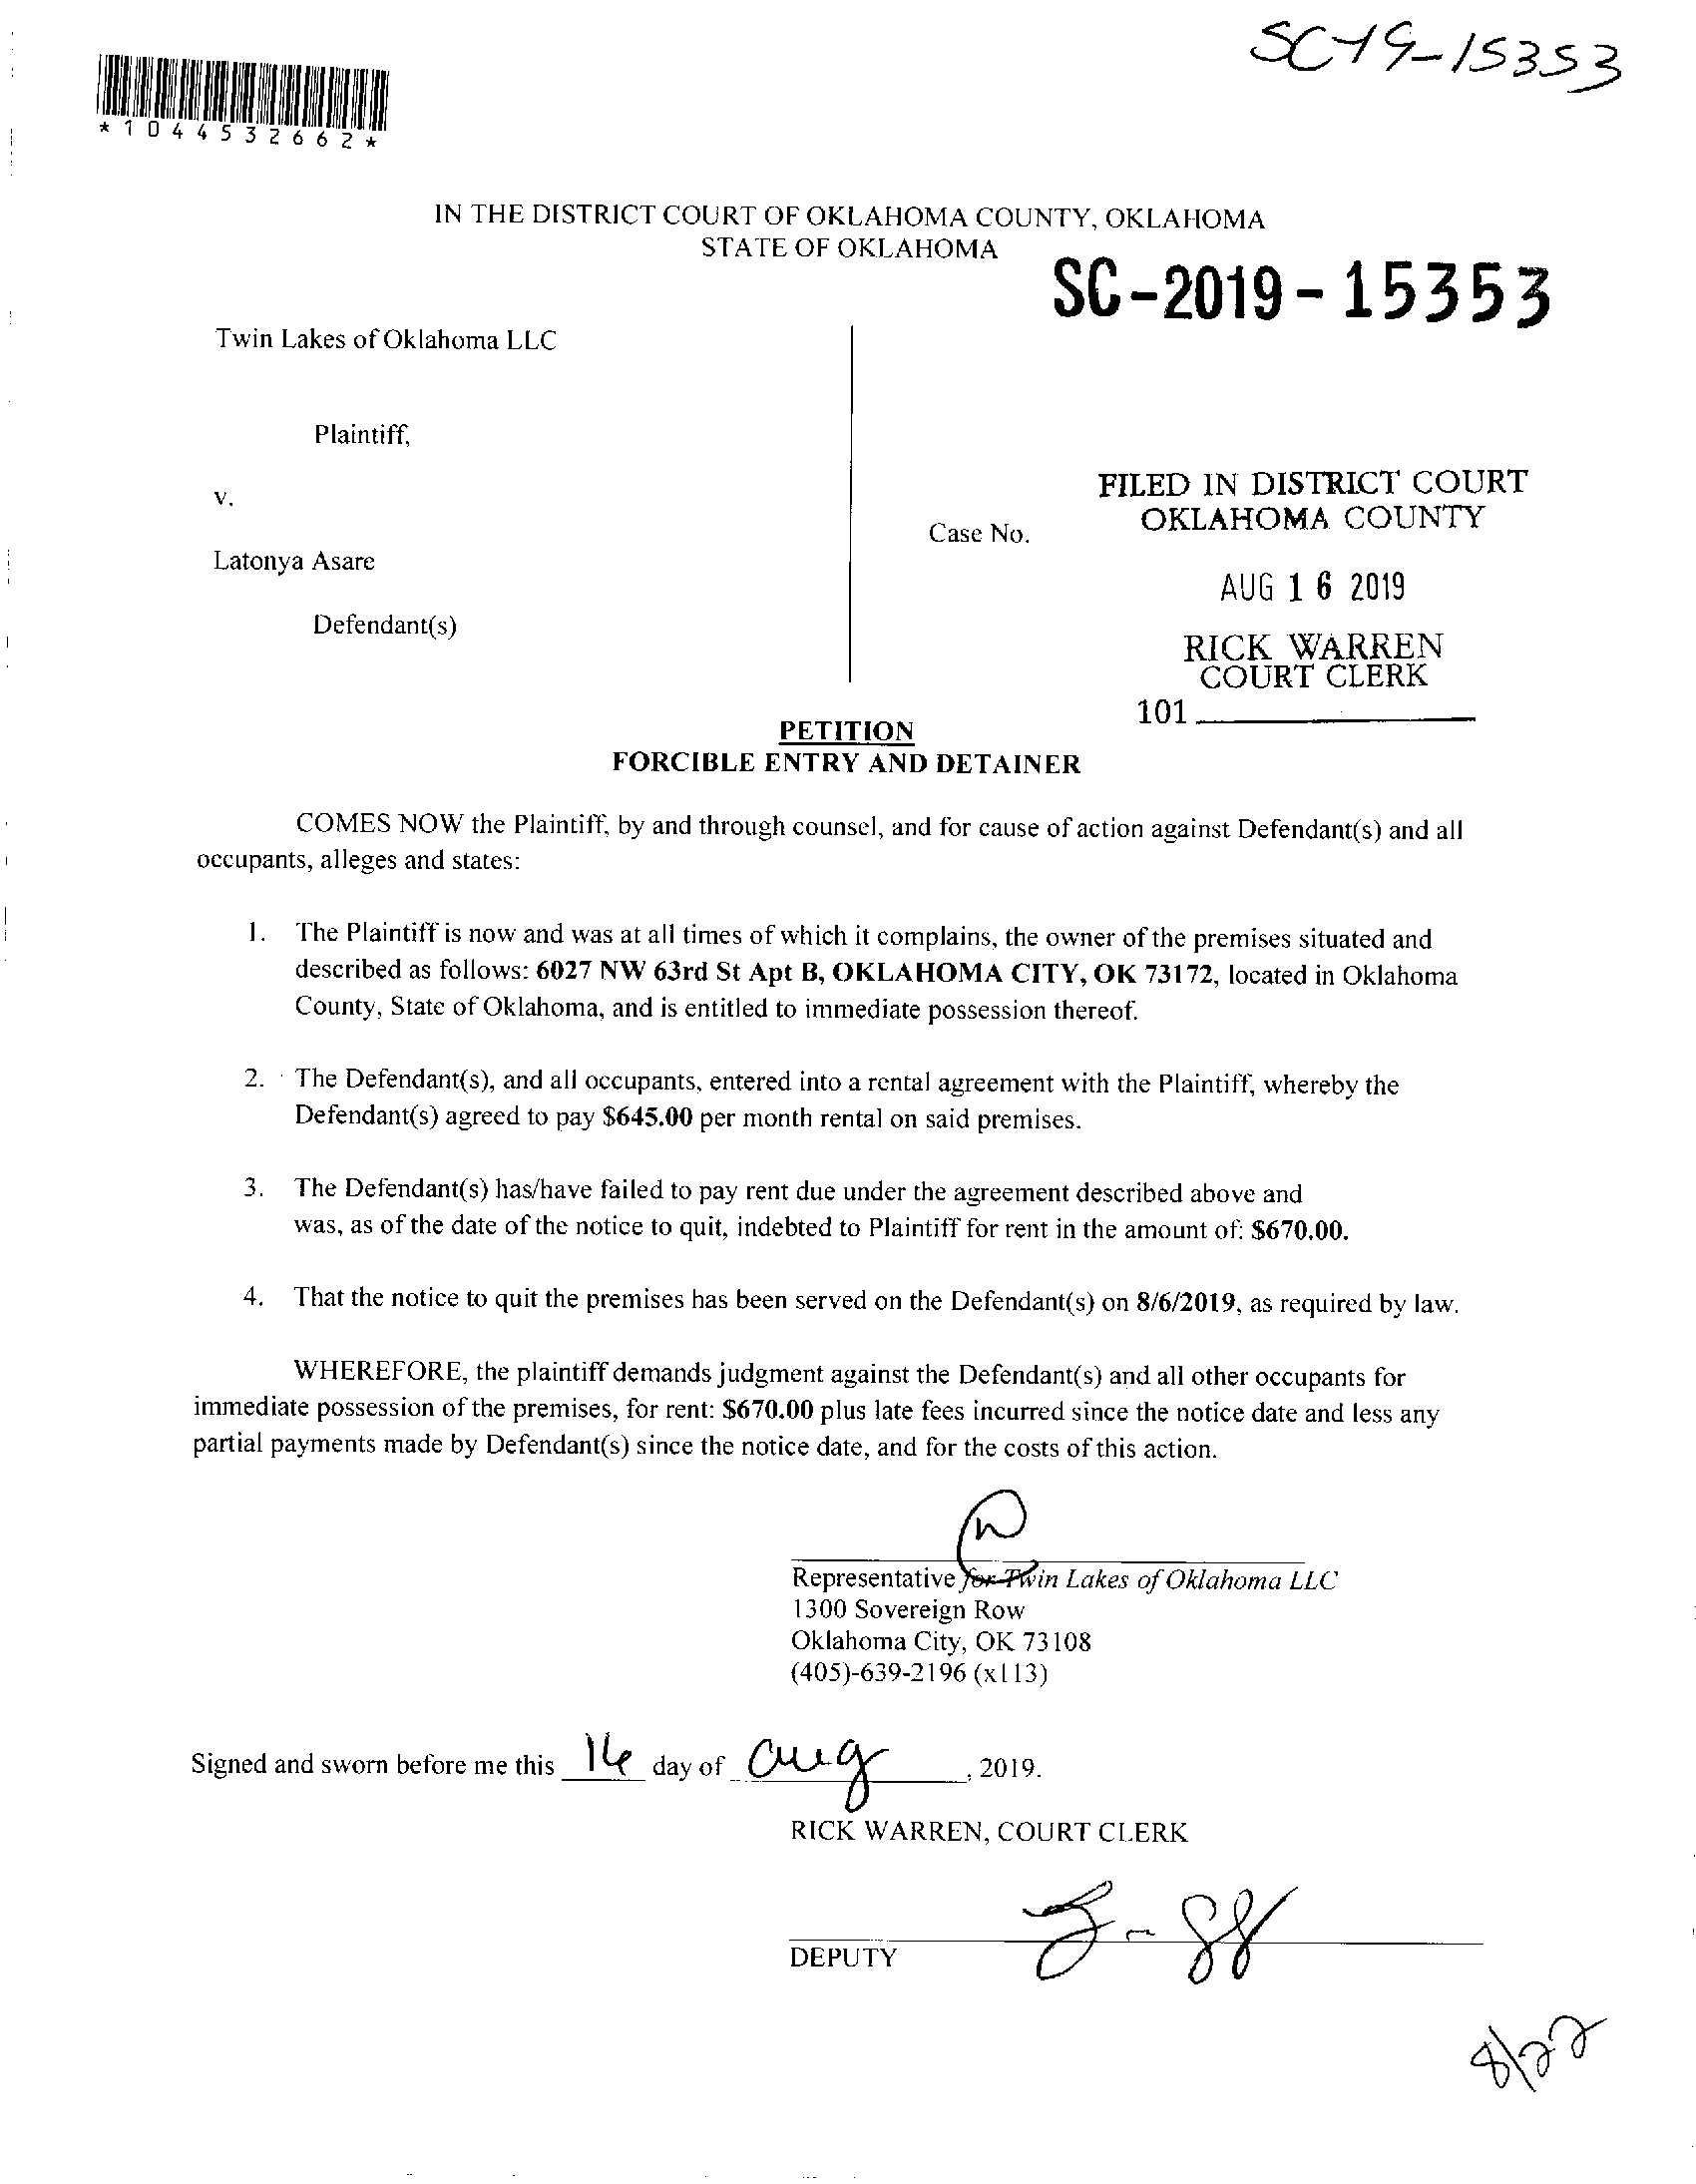 SC-19-15353
*1044532662*
IN THE DISTRICT COURT OF OKLAHOMA COUNTY, OKLAHOMA
STATE OF OKLAHOMA
SC-2019-15353
Twin Lakes of Oklahoma LLC
Plaintiff,
v.
Latonya Asare
Defendant(s)
Case No.
FILED IN DISTRICT COURT
OKLAHOMA COUNTY
AUG 16 2019
RICK WARREN
COURT CLERK
101
PETITION
FORCIBLE ENTRY AND DETAINER
COMES NOW the Plaintiff, by and through counsel, and for cause of action against Defendant(s) and all
occupants, alleges and states:
1. The Plaintiff is now and was at all times of which it complains, the owner of the premises situated and
described as follows: 6027 NW 63rd St Apt B, OKLAHOMA CITY, OK 73172, located in Oklahoma
County, State of Oklahoma, and is entitled to immediate possession thereof.
2. The Defendant(s), and all occupants, entered into a rental agreement with the Plaintiff, whereby the
Defendant(s) agreed to pay $645.00 per month rental on said premises.
3. The Defendant(s) has/have failed to pay rent due under the agreement described above and
was, as of the date of the notice to quit, indebted to Plaintiff for rent in the amount of: $670.00.
4. That the notice to quit the premises has been served on the Defendant(s) on 8/6/2019, as required by law.
WHEREFORE, the plaintiff demands judgment against the Defendant(s) and all other occupants for
immediate possession of the premises, for rent: $670.00 plus late fees incurred since the notice date and less any
partial payments made by Defendant(s) since the notice date, and for the costs of this action.
Representative for Twin Lakes of Oklahoma LLC
1300 Sovereign Row
Oklahoma City, OK 73108
(405)-639-2196 (x113)
Signed and sworn before me this 16 day of Aug, 2019.
RICK WARREN, COURT CLERK
DEPUTY
8/22